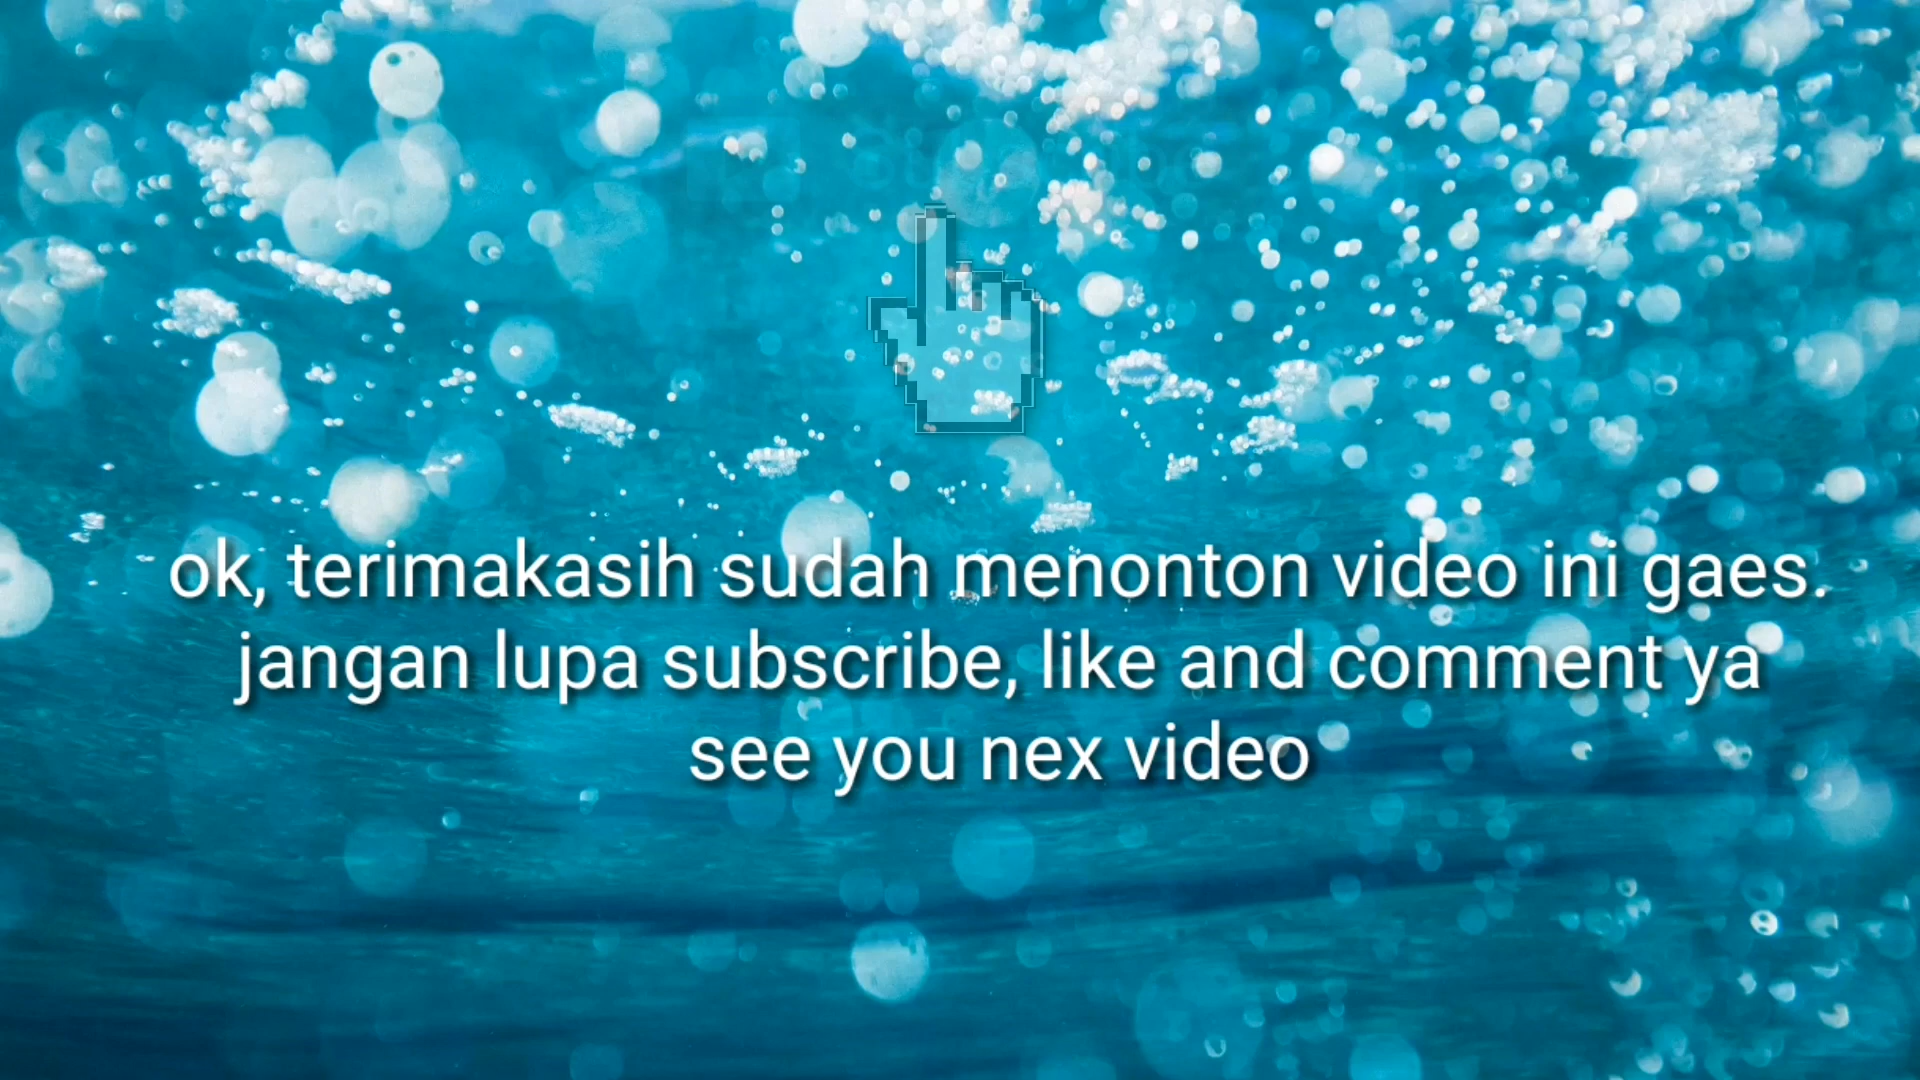 ok, terimakasih sudah menonton video ini gaes.
jangan lupa subscribe, like and comment ya
see you nex video